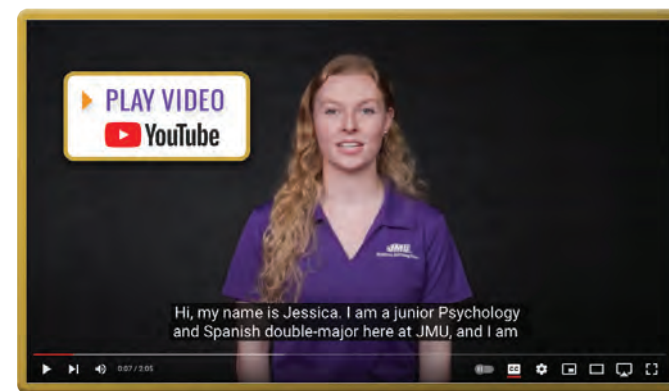 PLAY VIDEO
YouTube
JMU
Hi, my name is Jessica. I am a junior Psychology
and Spanish double-major here at JMU, and I am
0:07 / 2:05
CC